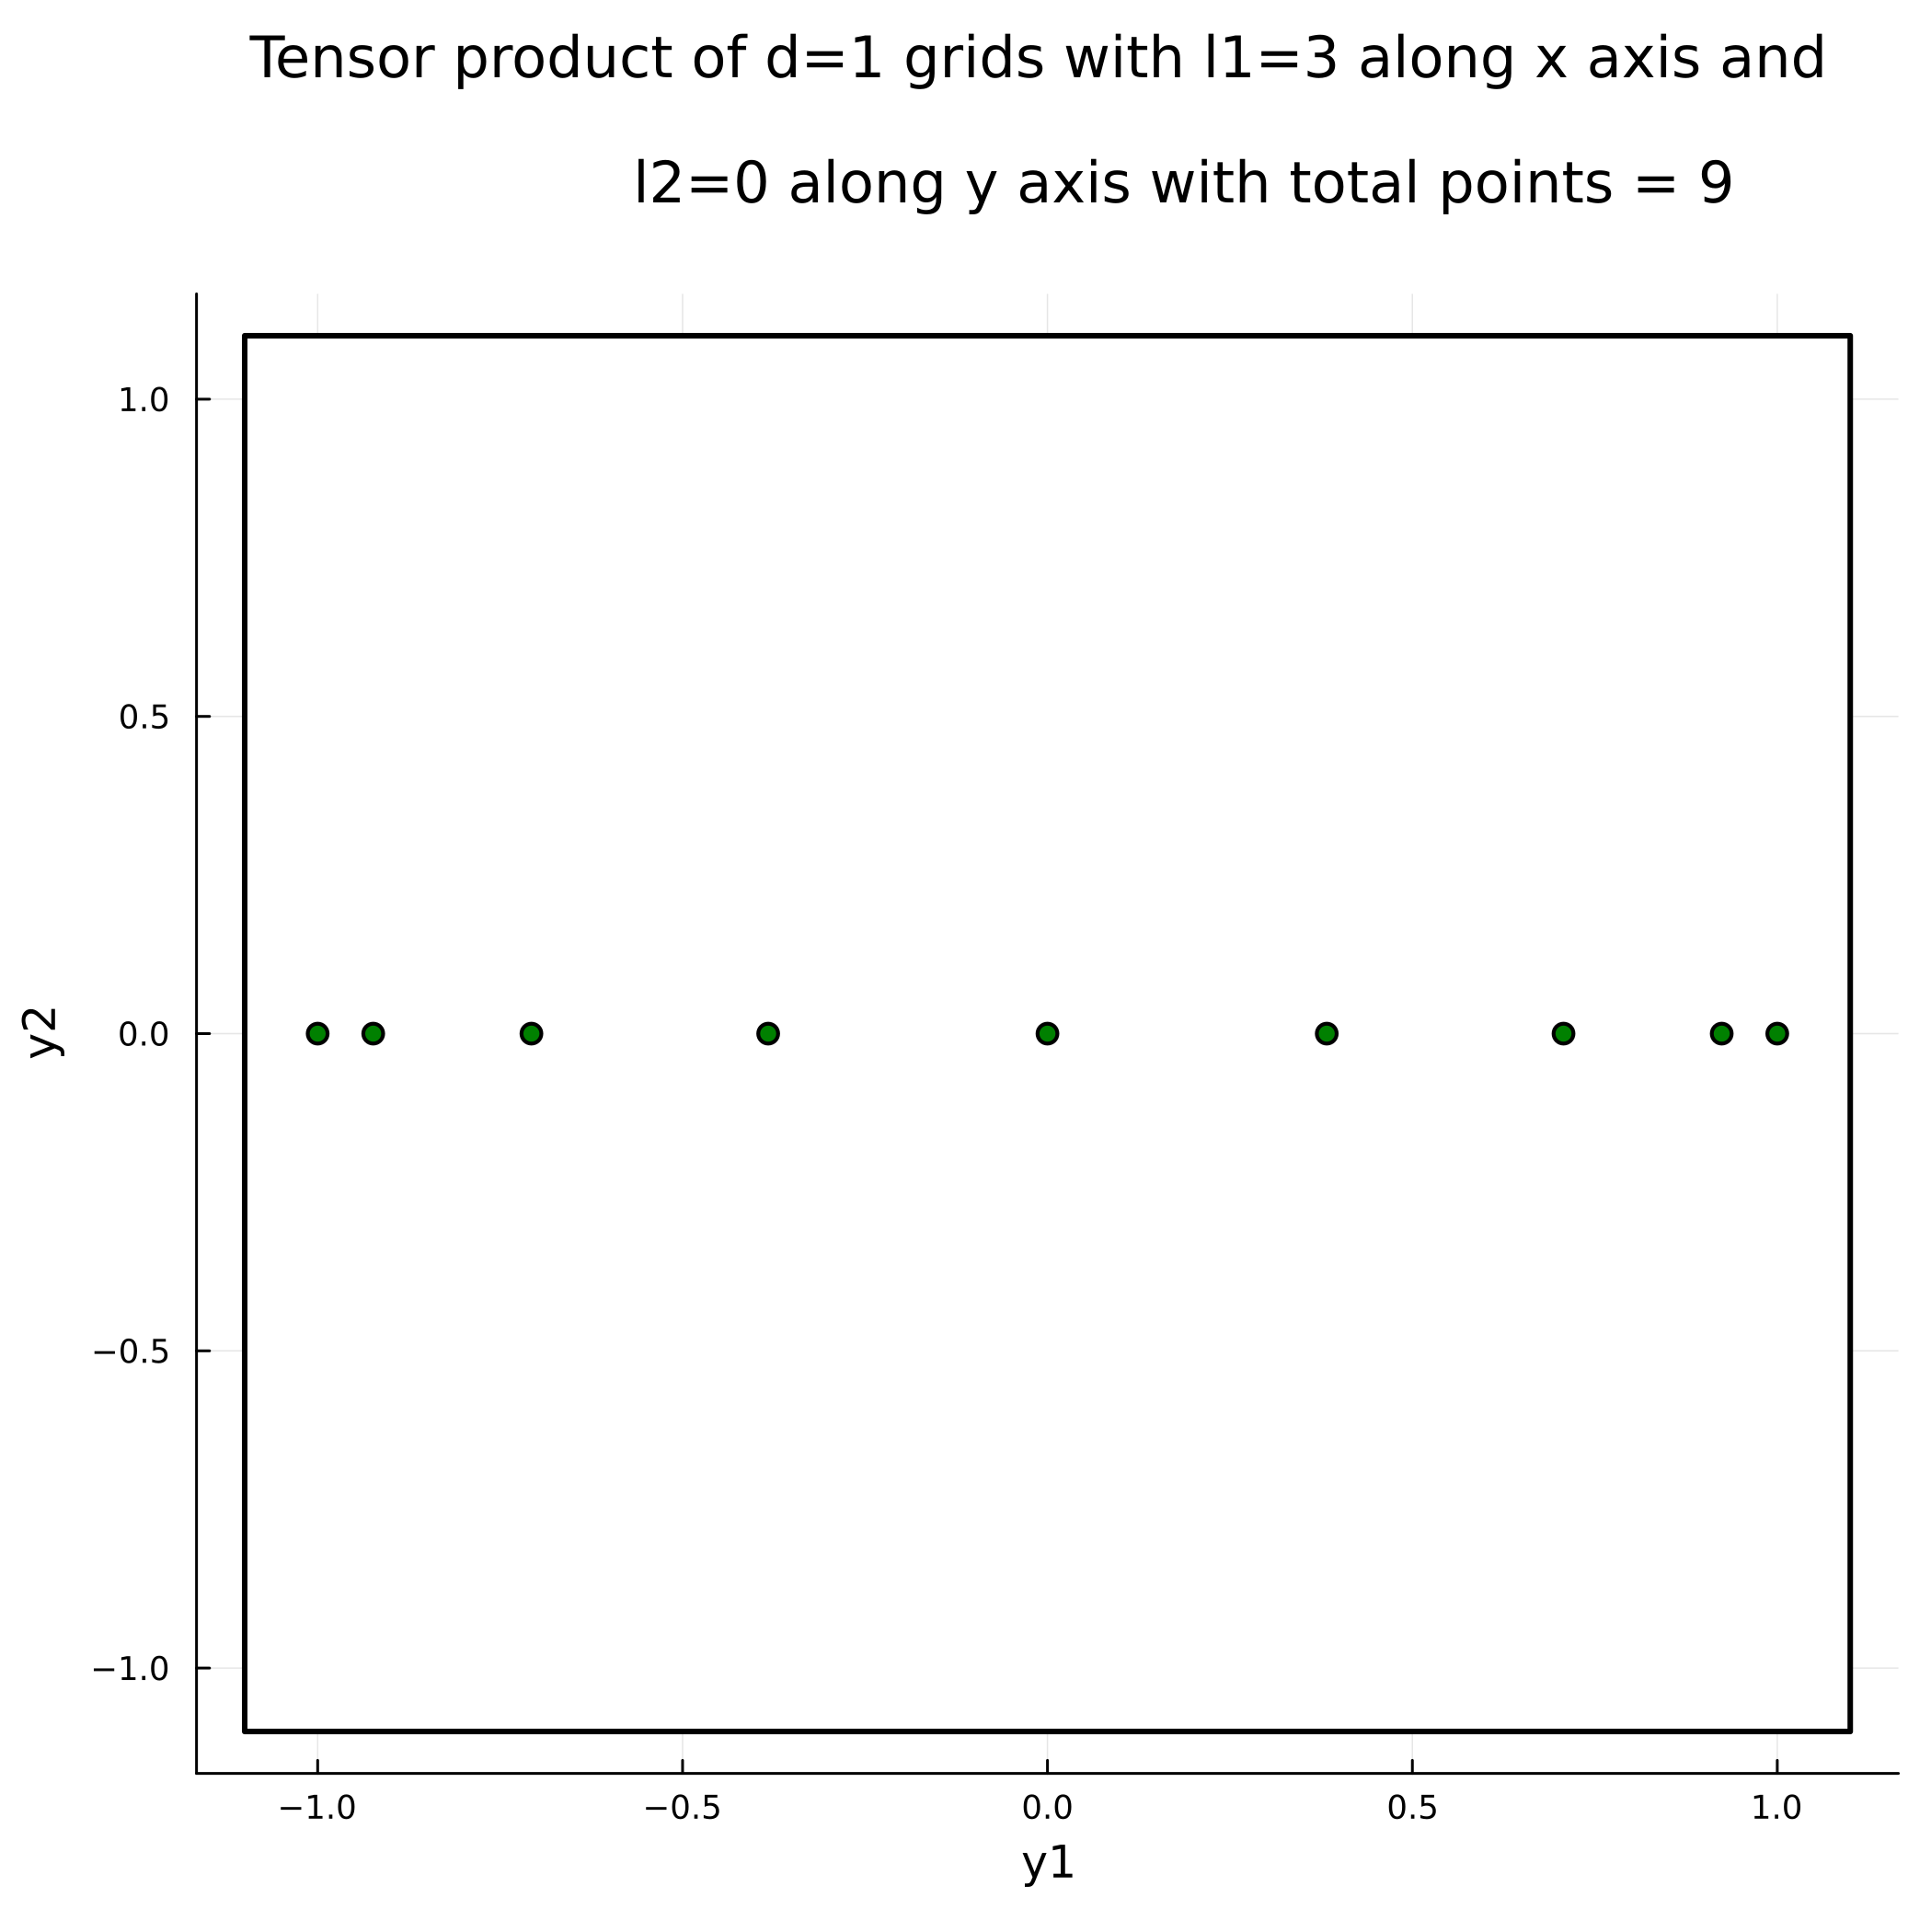 Tensor product of d=1 grids with l1=3 along x axis and
l2=0 along y axis with total points = 9
1.0
0.5
0.0
−0.5
−1.0
y2
−1.0 −0.5 0.0 0.5 1.0
y1